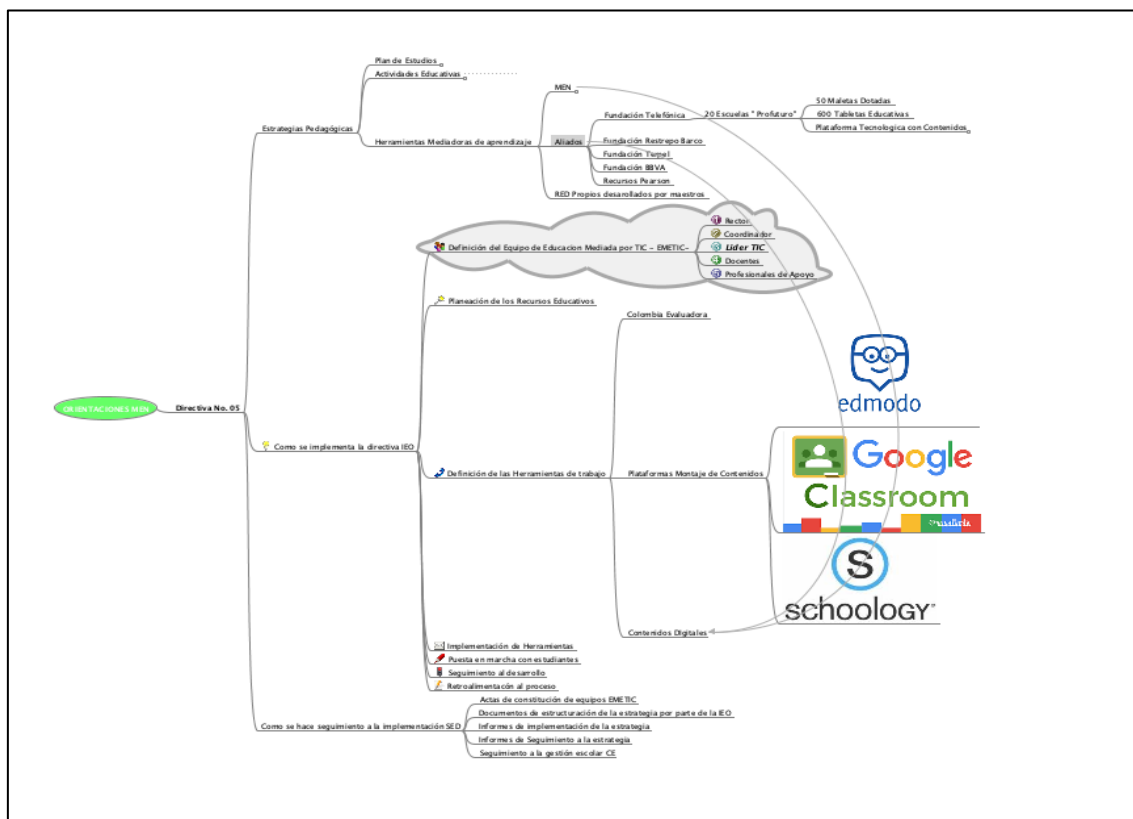 ORIENTACIONES MEN
Directiva No. 05
Estrategias Pedagógicas
Plan de Estudios
Actividades Educativas
Herramientas Mediadoras de aprendizaje
MEN
Aliados
Fundación Telefónica
20 Escuelas " Profuturo"
50 Maletas Dotadas
600 Tabletas Educativas
Plataforma Tecnologica con Contenidos
Fundación Restrepo Barco
Fundación Terpel
Fundación BBVA
Recursos Pearson
RED Propios desarollados por maestros
Como se implementa la directiva IEO
Definición del Equipo de Educacion Mediada por TIC - EMETIC-
Rector
Coordinador
Lider TIC
Docentes
Profesionales de Apoyo
Planeación de los Recursos Educativos
Definición de las Herramientas de trabajo
Colombia Evaluadora
Plataformas Montaje de Contenidos
edmodo
Google
Classroom
S
schoology
Contenidos Digitales
Implementación de Herramientas
Puesta en marcha con estudiantes
Seguimiento al desarrollo
Retroalimentacón al proceso
Como se hace seguimiento a la implementación SED
Actas de constitución de equipos EMETIC
Documentos de estructuración de la estrategia por parte de la IEO
Informes de implementación de la estrategia
Informes de Seguimiento a la estrategia
Seguimiento a la gestión escolar CE